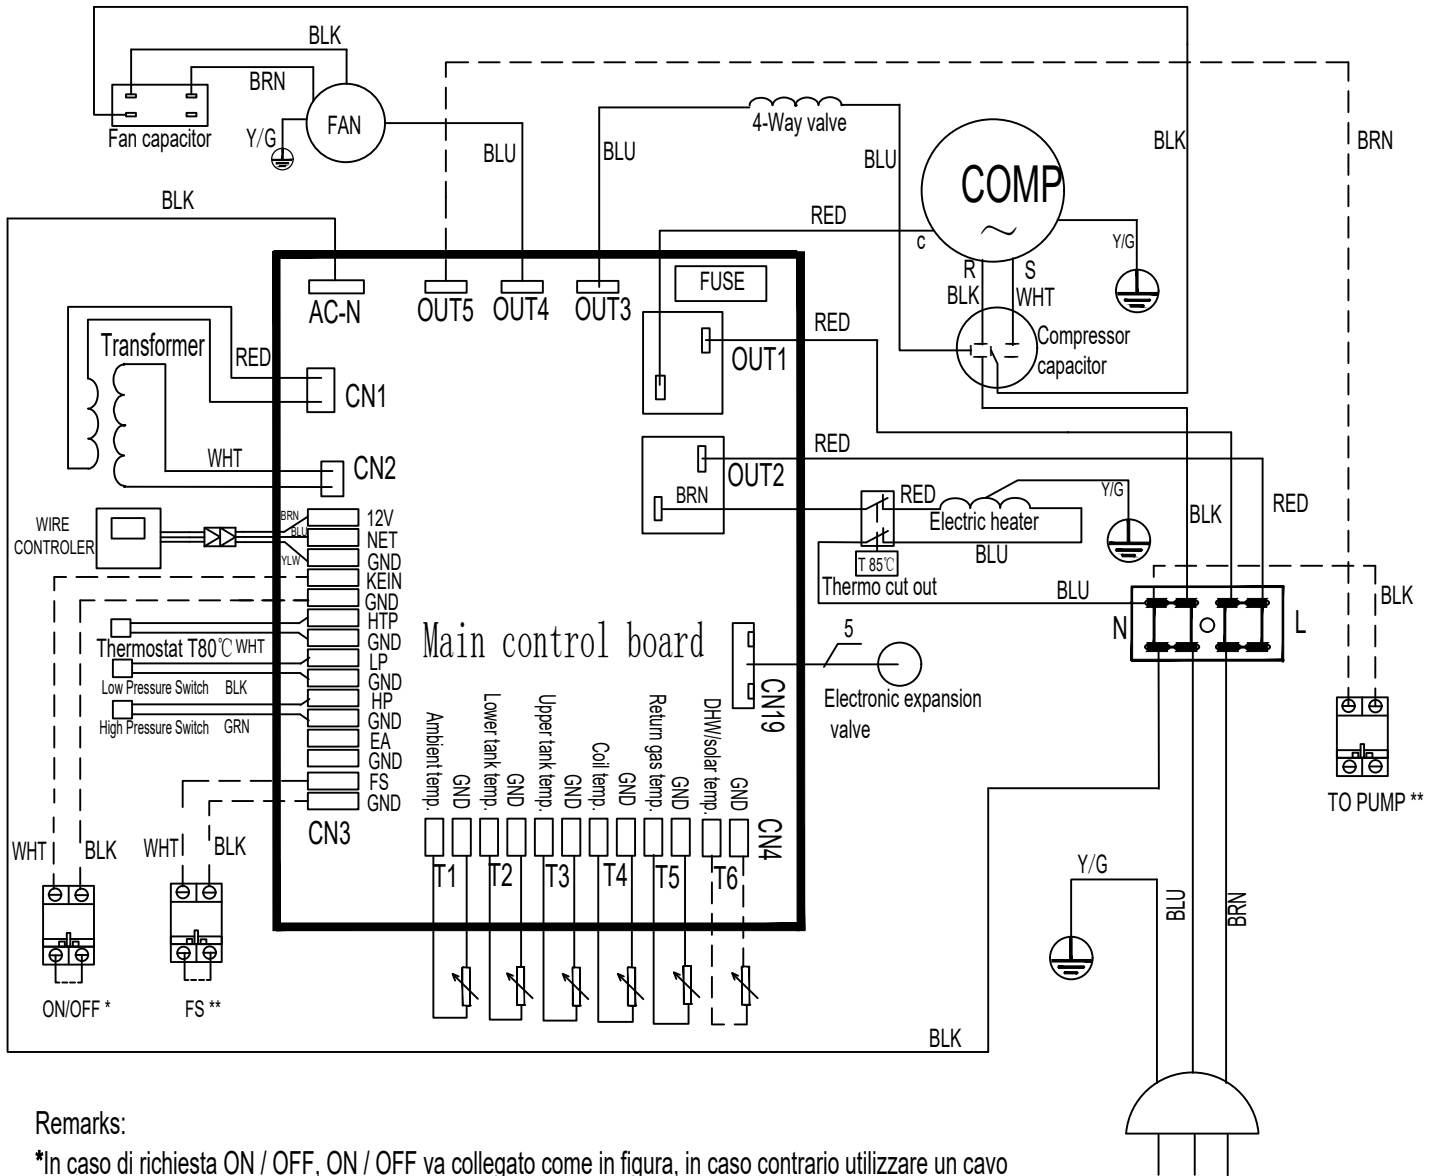 BLK
BRN
Fan capacitor
Y/G
FAN
BLU
BLU
4-Way valve
BLU
COMP
~
C
R
S
BLK
WHT
Y/G
BLK
BRN
RED
BLK
AC-N
OUT5
OUT4
OUT3
FUSE
RED
OUT1
Compressor
capacitor
Transformer
RED
CN1
WHT
CN2
RED
OUT2
BRN
RED
Y/G
Electric heater
BLU
T 85℃
Thermo cut out
BLU
BLK
RED
BLK
N
L
WIRE
CONTROLER
BRN
BLU
YLW
12V
NET
GND
KEIN
GND
HTP
GND
LP
GND
HP
GND
EA
GND
FS
GND
CN3
Thermostat T80℃ WHT
Low Pressure Switch BLK
High Pressure Switch GRN
Main control board
5
Electronic expansion
valve
CN19
Ambient temp.
GND
Lower tank temp.
GND
Upper tank temp.
GND
Coil temp.
GND
Return gas temp.
GND
DHW/solar temp.
GND
CN4
T1
T2
T3
T4
T5
T6
WHT
BLK
WHT
BLK
ON/OFF *
FS **
TO PUMP **
Y/G
BLU
BRN
BLK
Remarks:
*In caso di richiesta ON / OFF, ON / OFF va collegato come in figura, in caso contrario utilizzare un cavo